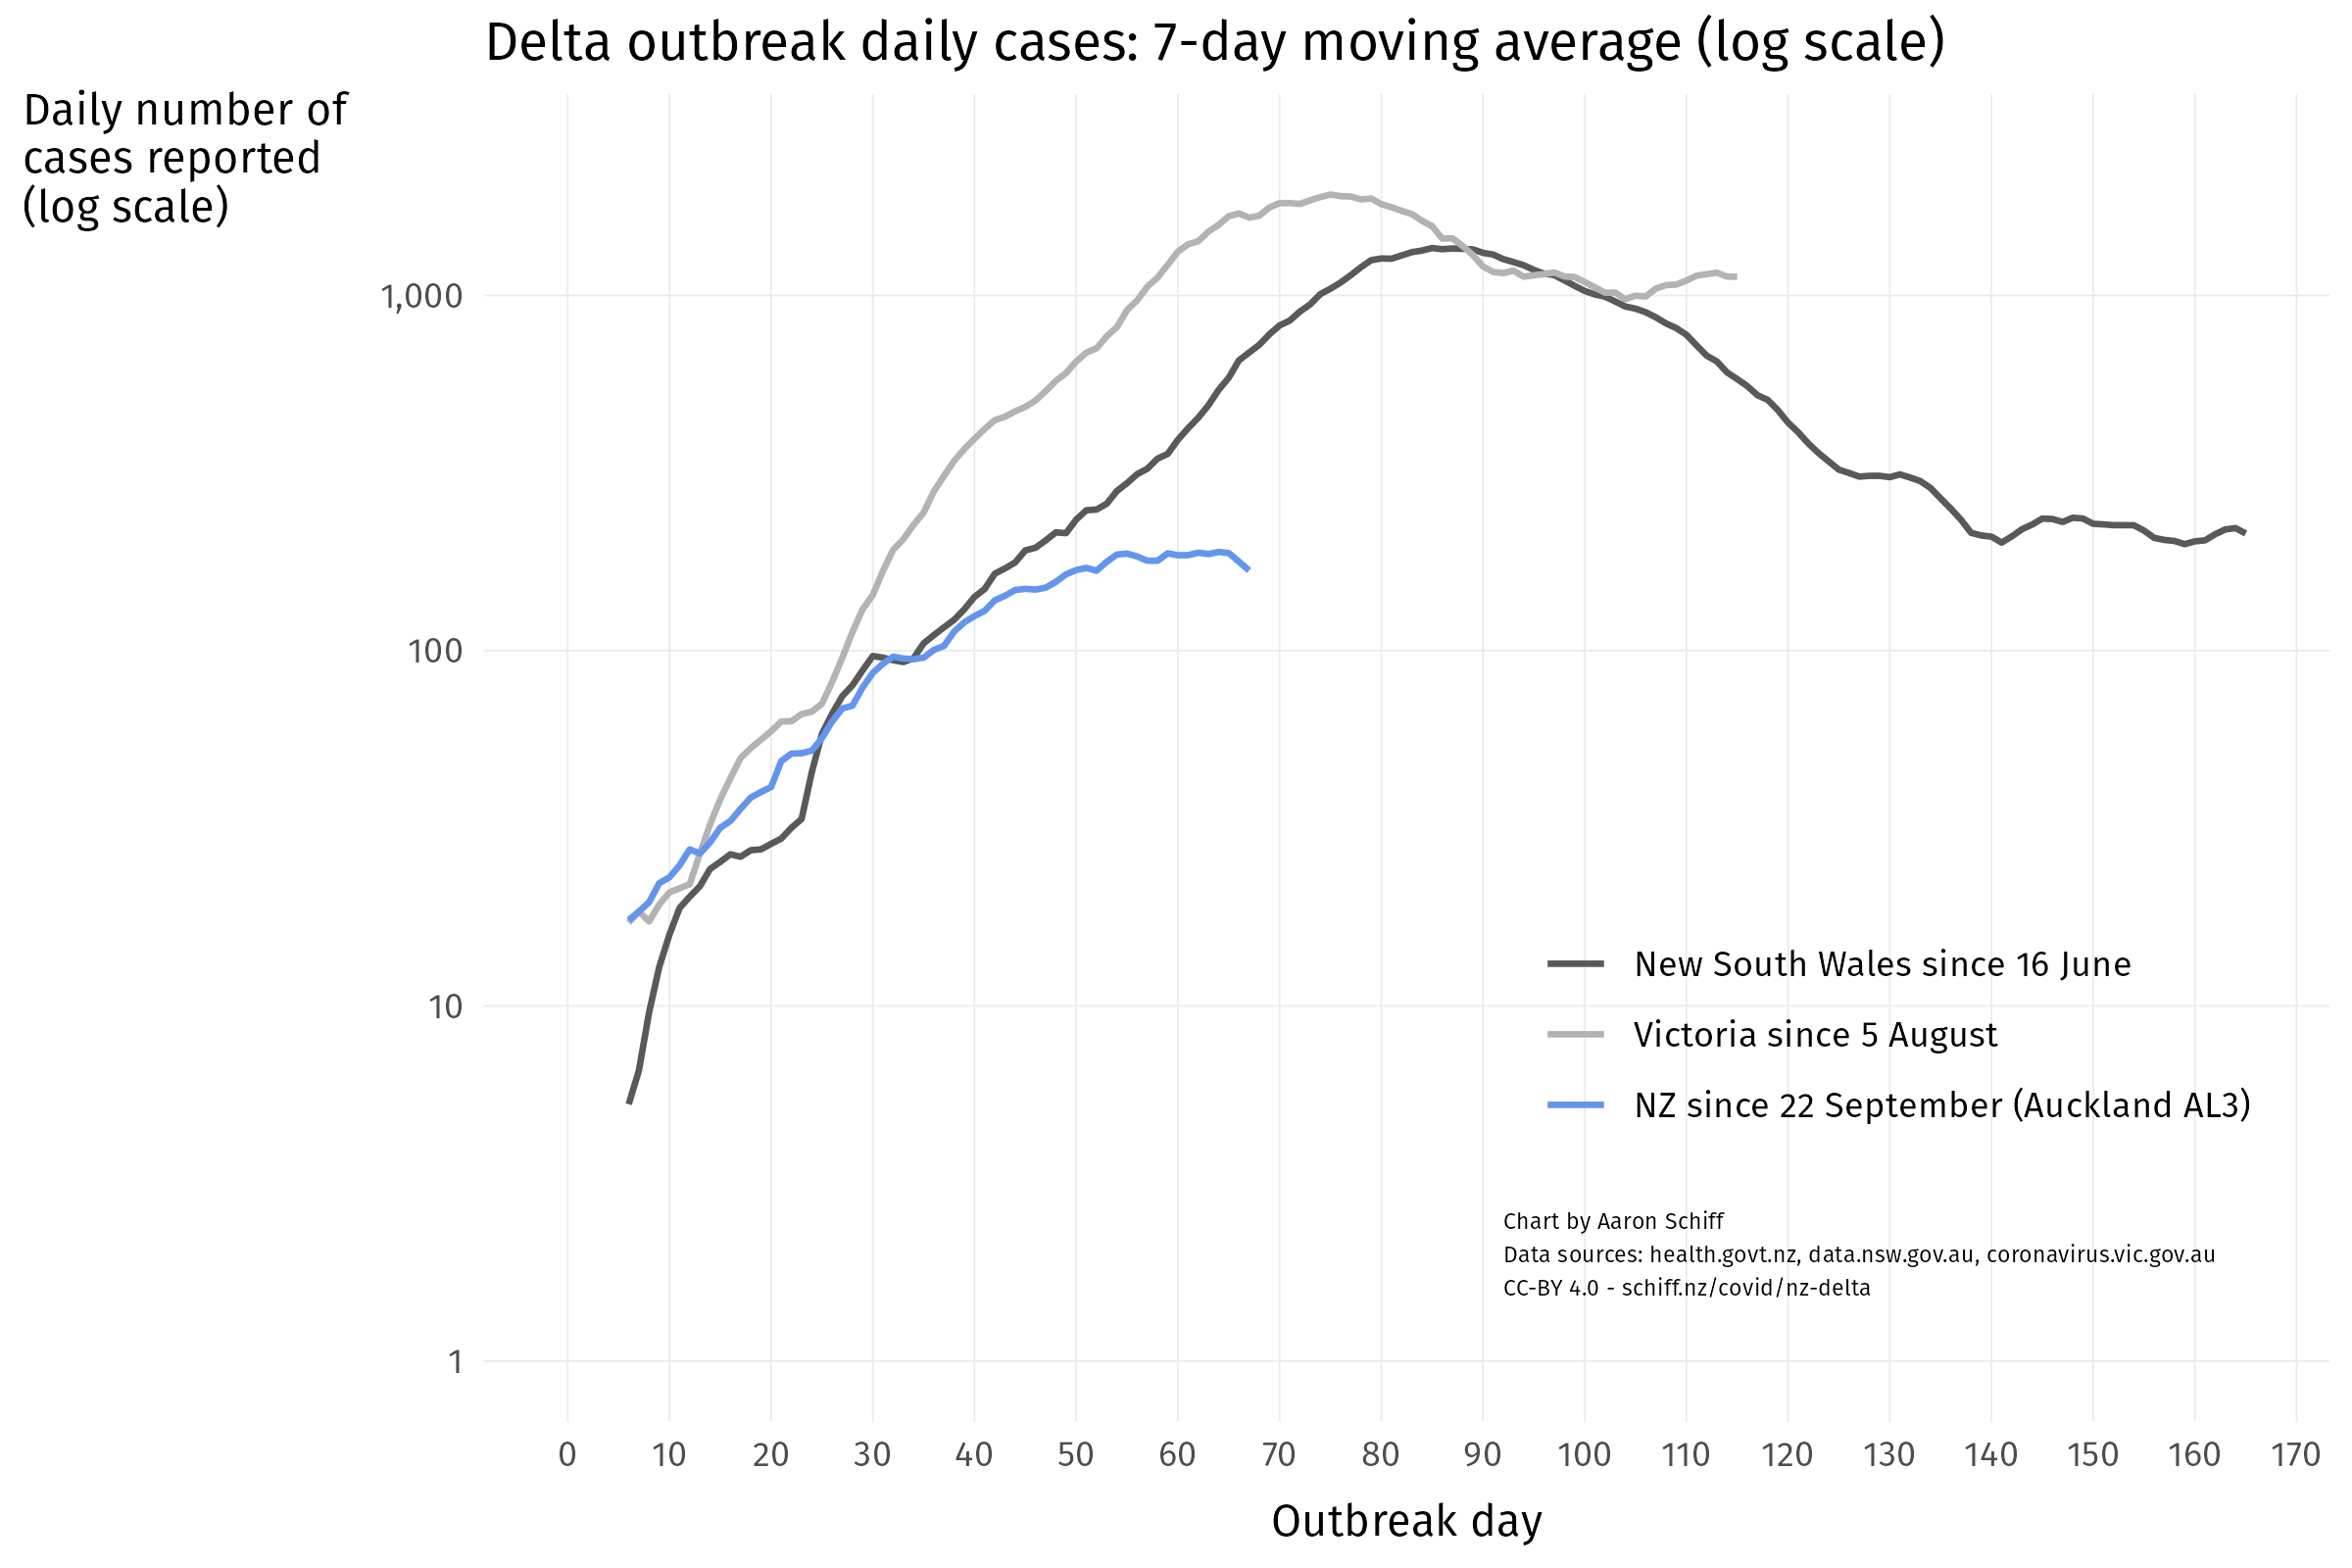 Delta outbreak daily cases: 7-day moving average (log scale)
Daily number of
cases reported
(log scale)
1,000
100
10
1
New South Wales since 16 June
Victoria since 5 August
NZ since 22 September (Auckland AL3)
Chart by Aaron Schiff
Data sources: health.govt.nz, data.nsw.gov.au, coronavirus.vic.gov.au
CC-BY 4.0 - schiff.nz/covid/nz-delta
0 10 20 30 40 50 60 70 80 90 100 110 120 130 140 150 160 170
Outbreak day